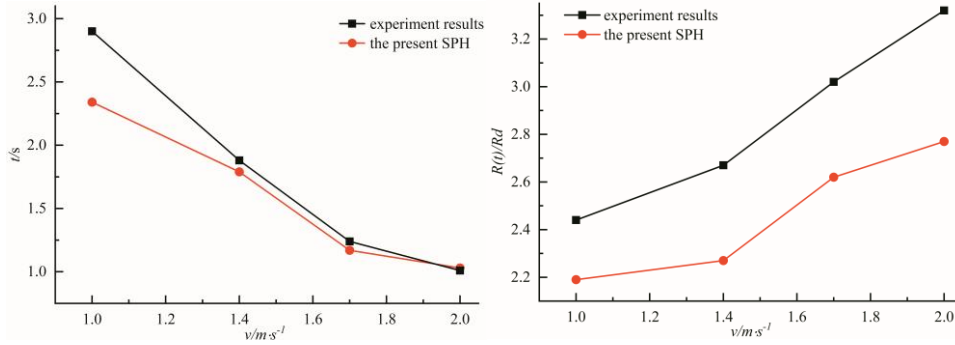 experiment results
the present SPH
3.0
2.5
2.0
1.5
1.0
t/s
1.0 1.2 1.4 1.6 1.8 2.0
v/m·s⁻¹
experiment results
the present SPH
3.2
3.0
2.8
2.6
2.4
2.2
R(t)/Rd
1.0 1.2 1.4 1.6 1.8 2.0
v/m·s⁻¹